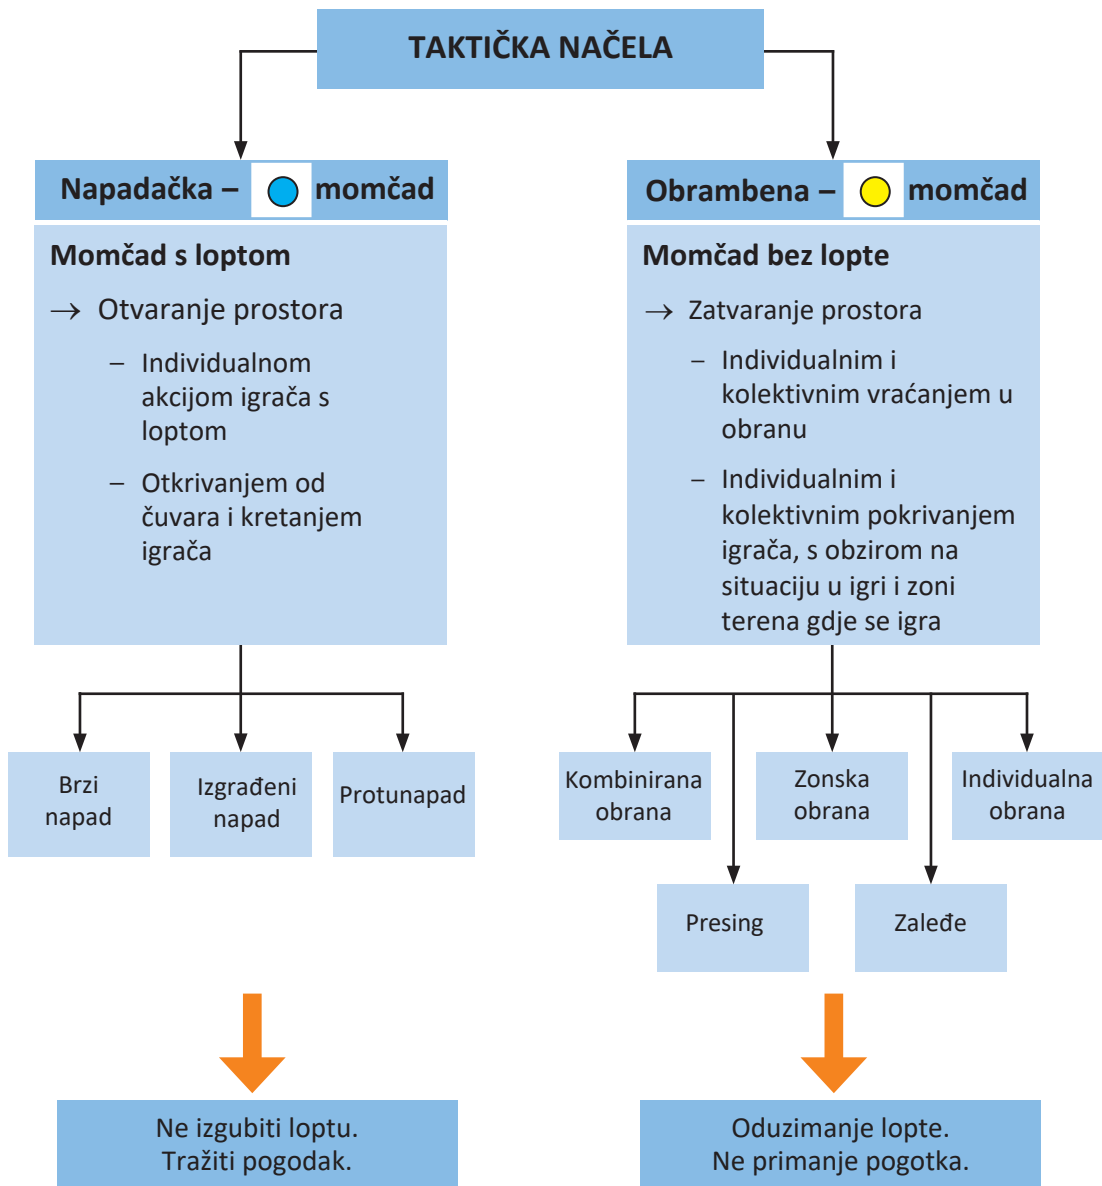 TAKTIČKA NAČELA
Napadačka – momčad
Momčad s loptom
→ Otvaranje prostora
– Individualnom
akcijom igrača s
loptom
– Otkrivanjem od
čuvara i kretanjem
igrača
Brzi
napad
Izgrađeni
napad
Protunapad
Ne izgubiti loptu.
Tražiti pogodak.
Obrambena – momčad
Momčad bez lopte
→ Zatvaranje prostora
– Individualnim i
kolektivnim vraćanjem u
obranu
– Individualnim i
kolektivnim pokrivanjem
igrača, s obzirom na
situaciju u igri i zoni
terena gdje se igra
Kombinirana
obrana
Zonska
obrana
Individualna
obrana
Presing
Zaleđe
Oduzimanje lopte.
Ne primanje pogotka.